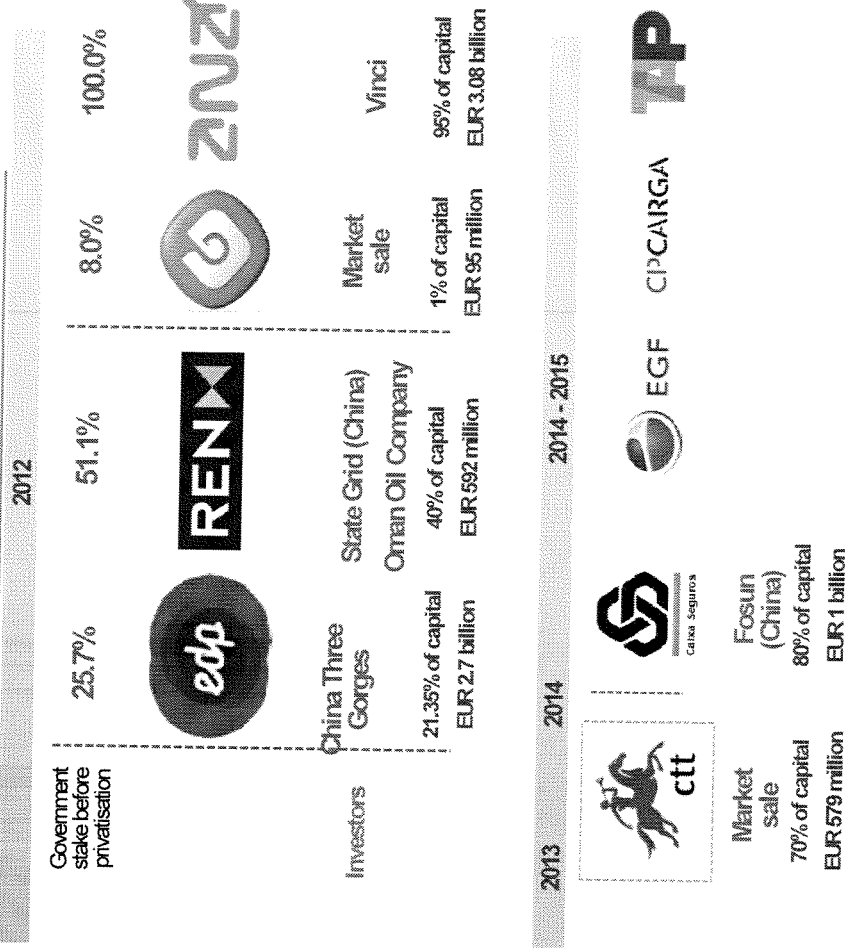 2012
Government
stake before
privatisation
25.7%
51.1%
8.0%
100.0%
edp
REN
Investors
China Three
Gorges
State Grid (China)
Oman Oil Company
Market
sale
Vinci
21.35% of capital
EUR 2.7 billion
40% of capital
EUR 592 million
1% of capital
EUR 95 million
95% of capital
EUR 3.08 billion
2013
2014
2014 - 2015
ctt
Caixa Seguros
EGF
CPCARGA
TAP
Market
sale
70% of capital
EUR 579 million
Fosun
(China)
80% of capital
EUR 1 billion